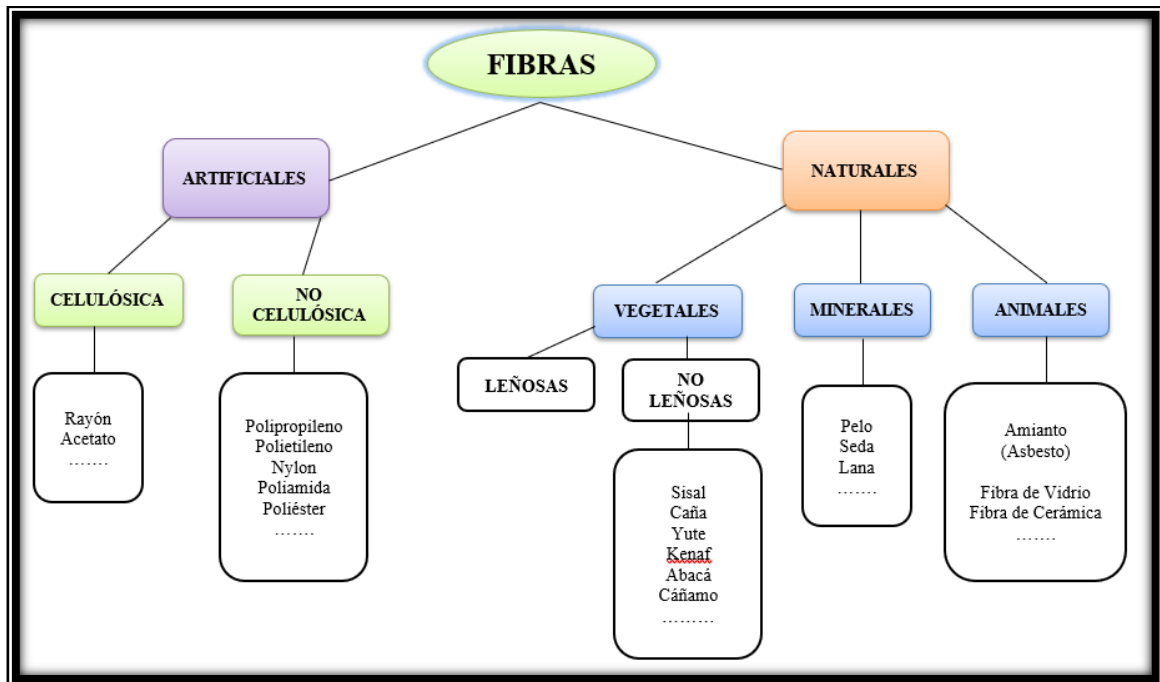 FIBRAS
ARTIFICIALES
NATURALES
CELULÓSICA
NO
CELULÓSICA
VEGETALES
MINERALES
ANIMALES
LEÑOSAS
NO
LEÑOSAS
Rayón
Acetato
…….
Polipropileno
Polietileno
Nylon
Poliamida
Poliéster
…….
Sisal
Caña
Yute
Kenaf
Abacá
Cáñamo
………
Pelo
Seda
Lana
…….
Amianto
(Asbesto)
Fibra de Vidrio
Fibra de Cerámica
…….